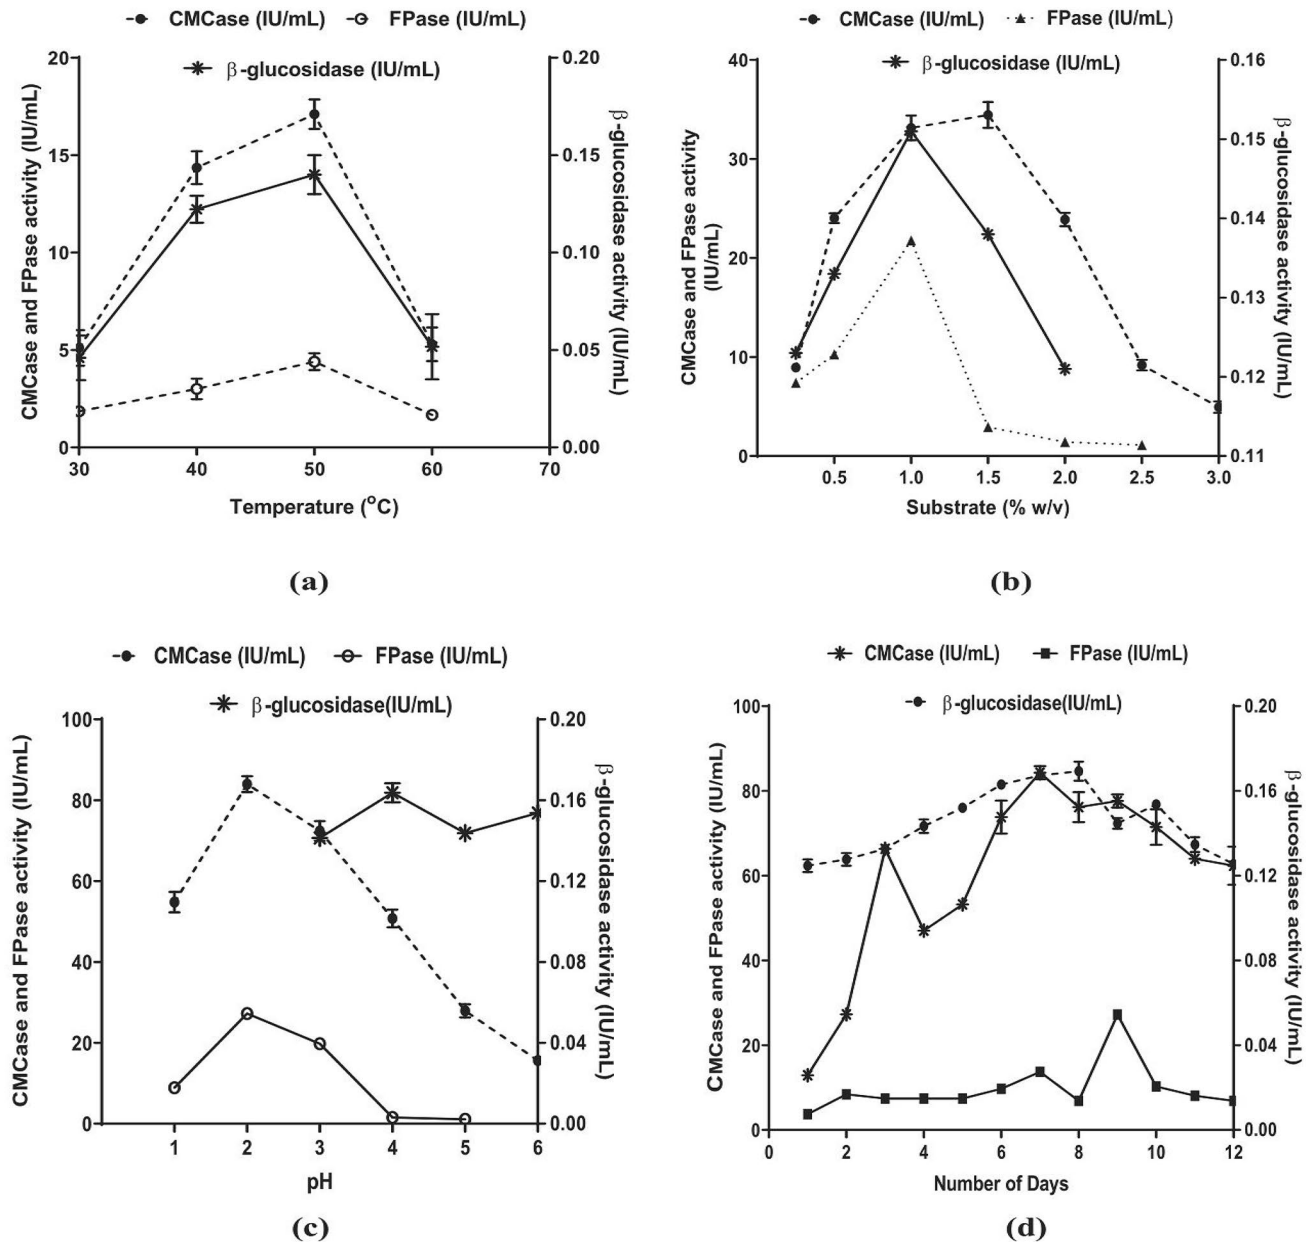 CMCase (IU/mL) FPase (IU/mL)
β-glucosidase (IU/mL)
CMCase and FPase activity (IU/mL)
20
15
10
5
0
0.20
0.15
0.10
0.05
0.00
β-glucosidase activity (IU/mL)
30 40 50 60 70
Temperature (°C)
(a)
CMCase (IU/mL) FPase (IU/mL)
β-glucosidase (IU/mL)
CMCase and FPase activity
(IU/mL)
40
30
20
10
0
0.16
0.15
0.14
0.13
0.12
0.11
β-glucosidase activity (IU/mL)
0.5 1.0 1.5 2.0 2.5 3.0
Substrate (% w/v)
(b)
CMCase (IU/mL) FPase (IU/mL)
β-glucosidase(IU/mL)
CMCase and FPase activity (IU/mL)
100
80
60
40
20
0
0.20
0.16
0.12
0.08
0.04
0.00
β-glucosidase activity (IU/mL)
1 2 3 4 5 6
pH
(c)
CMCase (IU/mL) FPase (IU/mL)
β-glucosidase(IU/mL)
CMCase and FPase activity (IU/mL)
100
80
60
40
20
0
0.20
0.16
0.12
0.08
0.04
0.00
β-glucosidase activity (IU/mL)
0 2 4 6 8 10 12
Number of Days
(d)